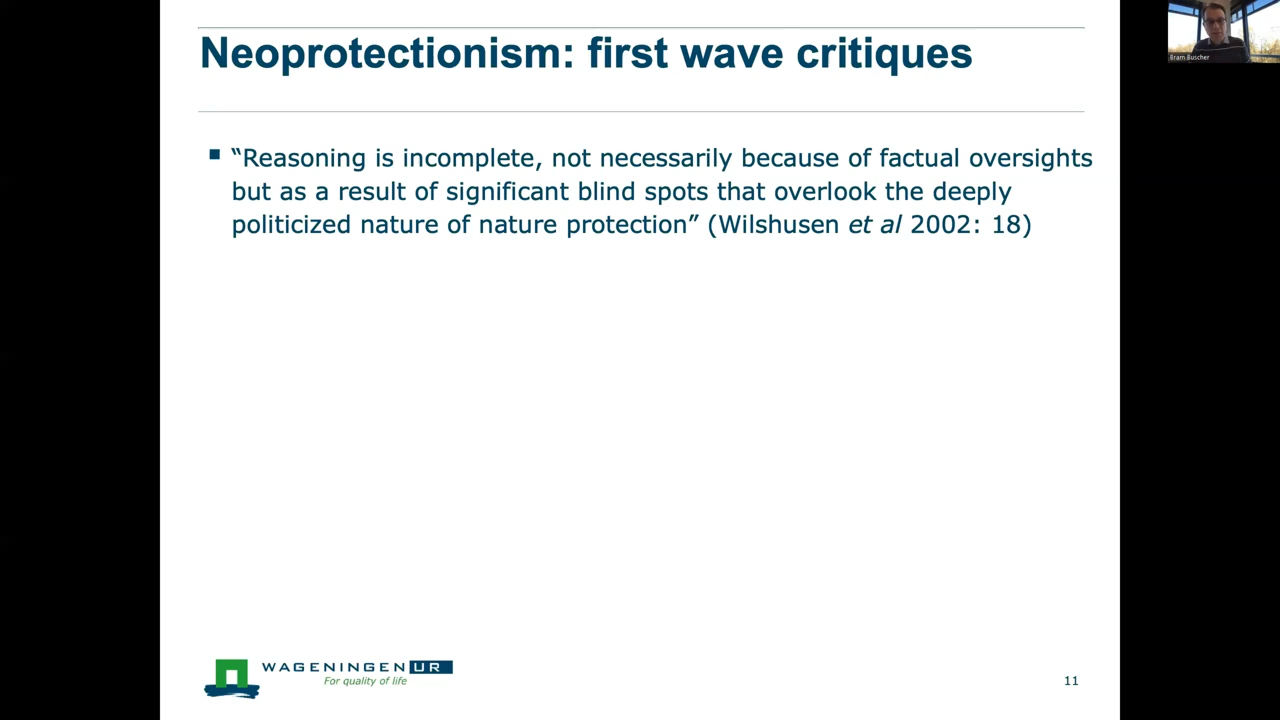 Neoprotectionism: first wave critiques
Bram Buscher
“Reasoning is incomplete, not necessarily because of factual oversights
but as a result of significant blind spots that overlook the deeply
politicized nature of nature protection” (Wilshusen et al 2002: 18)
WAGENINGEN UR
For quality of life
11